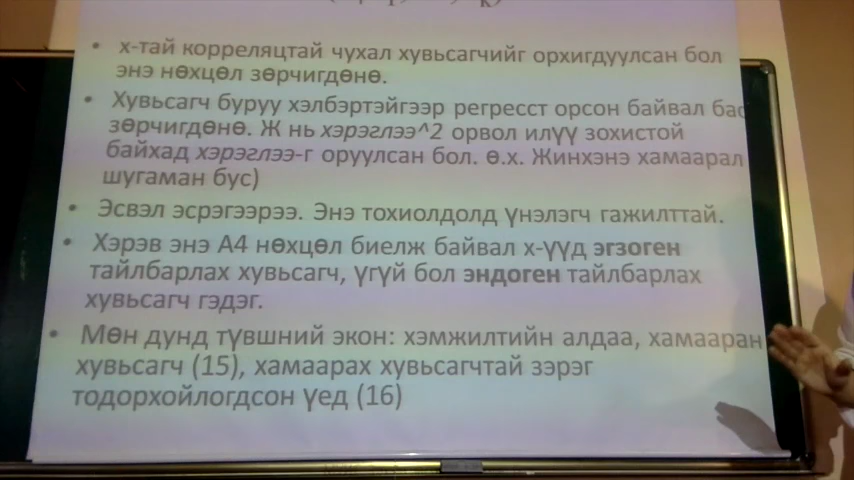 • х-тай корреляцтай чухал хувьсагчийг орхигдуулсан бол
энэ нөхцөл зөрчигдөнө.
• Хувьсагч буруу хэлбэртэйгээр регресст орсон байвал бас
зөрчигдөнө. Ж нь хэрэглээ^2 орвол илүү зохистой
байхад хэрэглээ-г оруулсан бол. ө.х. Жинхэнэ хамаарал
шугаман бус)
• Эсвэл эсрэгээрээ. Энэ тохиолдолд үнэлэгч гажилттай.
• Хэрэв энэ А4 нөхцөл биелж байвал х-үүд эгзоген
тайлбарлах хувьсагч, үгүй бол эндоген тайлбарлах
хувьсагч гэдэг.
• Мөн дунд түвшний экон: хэмжилтийн алдаа, хамааран
хувьсагч (15), хамаарах хувьсагчтай зэрэг
тодорхойлогдсон үед (16)